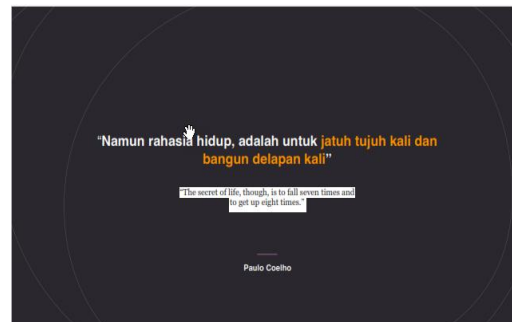 “Namun rahasia hidup, adalah untuk jatuh tujuh kali dan
bangun delapan kali”
“The secret of life, though, is to fall seven times and
to get up eight times.”
Paulo Coelho